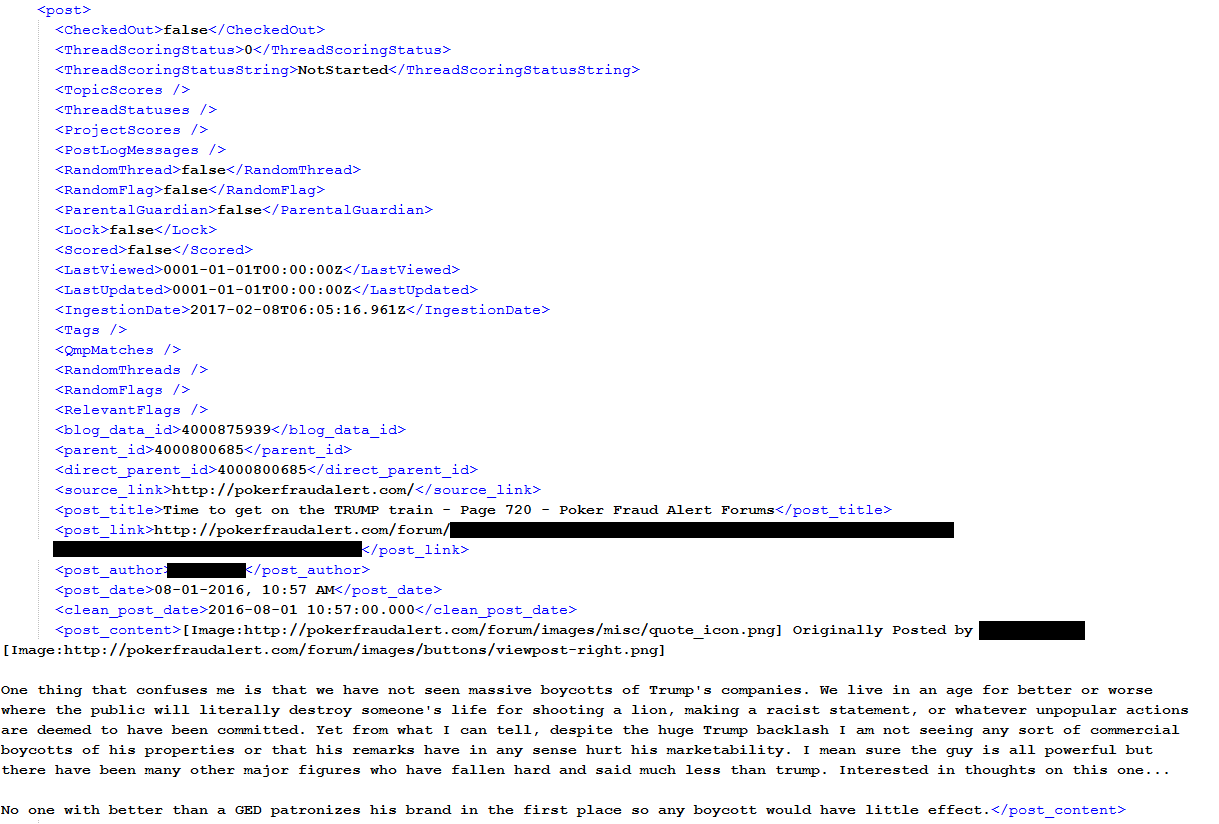 <post>
<CheckedOut>false</CheckedOut>
<ThreadScoringStatus>0</ThreadScoringStatus>
<ThreadScoringStatusString>NotStarted</ThreadScoringStatusString>
<TopicScores />
<ThreadStatuses />
<ProjectScores />
<PostLogMessages />
<RandomThread>false</RandomThread>
<RandomFlag>false</RandomFlag>
<ParentalGuardian>false</ParentalGuardian>
<Lock>false</Lock>
<Scored>false</Scored>
<LastViewed>0001-01-01T00:00:00Z</LastViewed>
<LastUpdated>0001-01-01T00:00:00Z</LastUpdated>
<IngestionDate>2017-02-08T06:05:16.961Z</IngestionDate>
<Tags />
<QmpMatches />
<RandomThreads />
<RandomFlags />
<RelevantFlags />
<blog_data_id>4000875939</blog_data_id>
<parent_id>4000800685</parent_id>
<direct_parent_id>4000800685</direct_parent_id>
<source_link>http://pokerfraudalert.com/</source_link>
<post_title>Time to get on the TRUMP train - Page 720 - Poker Fraud Alert Forums</post_title>
<post_link>http://pokerfraudalert.com/forum/
</post_link>
<post_author></post_author>
<post_date>08-01-2016, 10:57 AM</post_date>
<clean_post_date>2016-08-01 10:57:00.000</clean_post_date>
<post_content>[Image:http://pokerfraudalert.com/forum/images/misc/quote_icon.png] Originally Posted by
[Image:http://pokerfraudalert.com/forum/images/buttons/viewpost-right.png]
One thing that confuses me is that we have not seen massive boycotts of Trump's companies. We live in an age for better or worse
where the public will literally destroy someone's life for shooting a lion, making a racist statement, or whatever unpopular actions
are deemed to have been committed. Yet from what I can tell, despite the huge Trump backlash I am not seeing any sort of commercial
boycotts of his properties or that his remarks have in any sense hurt his marketability. I mean sure the guy is all powerful but
there have been many other major figures who have fallen hard and said much less than trump. Interested in thoughts on this one...
No one with better than a GED patronizes his brand in the first place so any boycott would have little effect.</post_content>